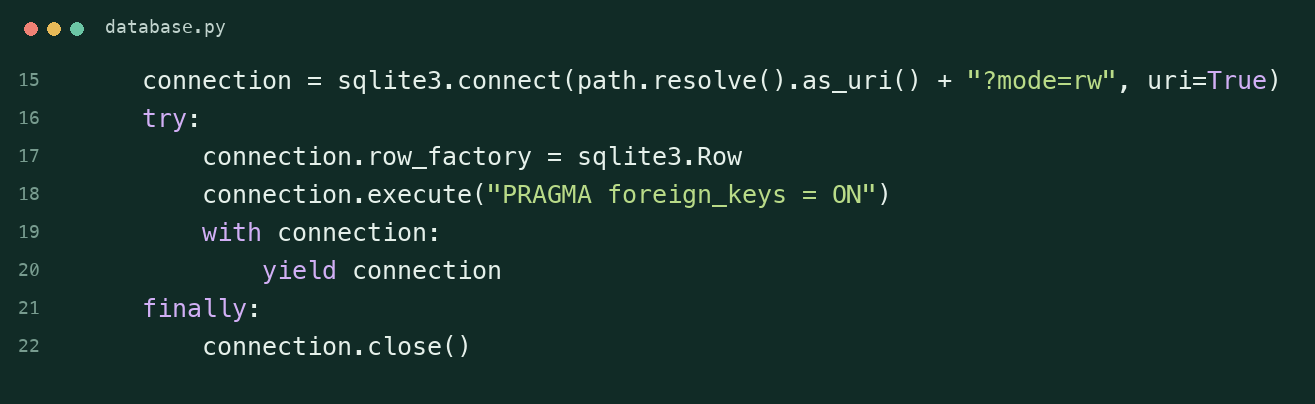 database.py
15 connection = sqlite3.connect(path.resolve().as_uri() + "?mode=rw", uri=True)
16 try:
17 connection.row_factory = sqlite3.Row
18 connection.execute("PRAGMA foreign_keys = ON")
19 with connection:
20 yield connection
21 finally:
22 connection.close()